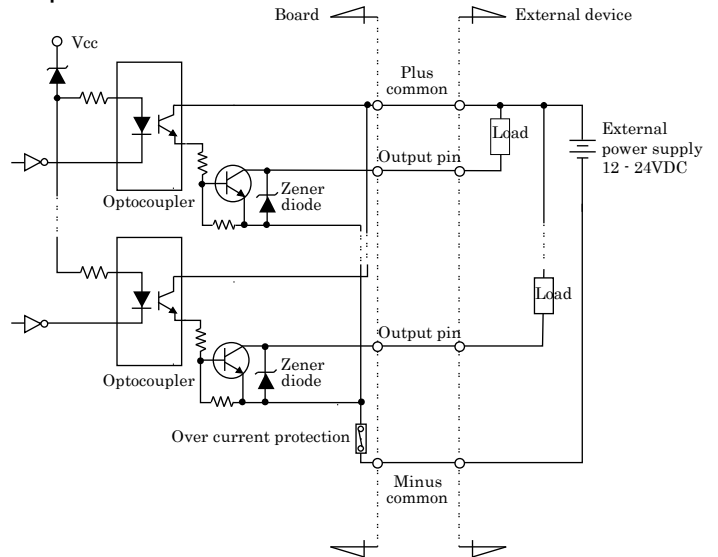 Board
External device
Vcc
Plus
common
Load
External
power supply
12 - 24VDC
Output pin
Optocoupler
Zener
diode
Load
Output pin
Optocoupler
Zener
diode
Over current protection
Minus
common